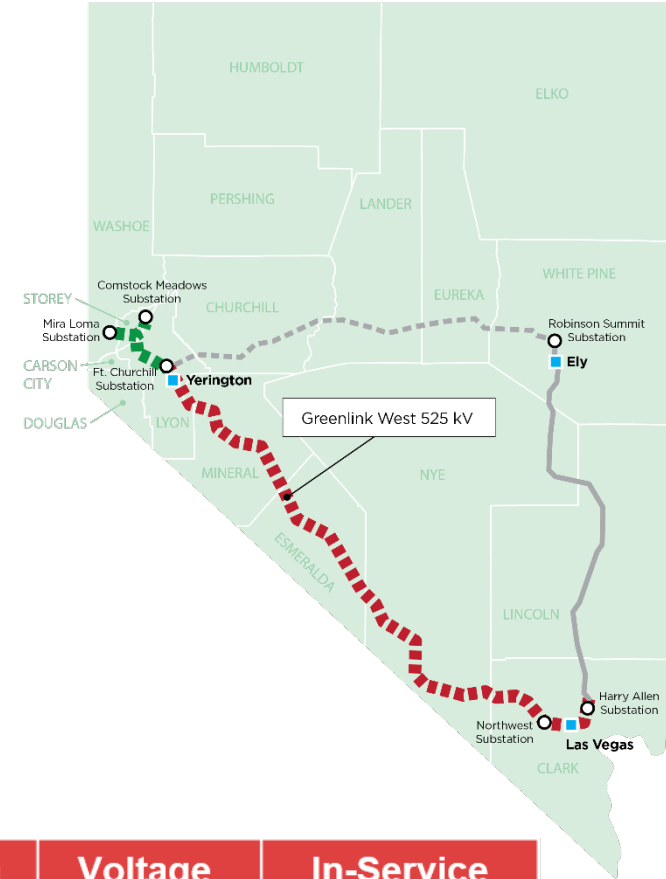 HUMBOLDT
ELKO
PERSHING
LANDER
WASHOE
EUREKA
WHITE PINE
STOREY
Comstock Meadows
Substation
CHURCHILL
Mira Loma
Substation
Robinson Summit
Substation
CARSON
CITY
Ft. Churchill
Substation
Yerington
Ely
DOUGLAS
LYON
Greenlink West 525 kV
MINERAL
NYE
ESMERALDA
LINCOLN
Harry Allen
Substation
Northwest
Substation
Las Vegas
CLARK
Voltage
In-Service